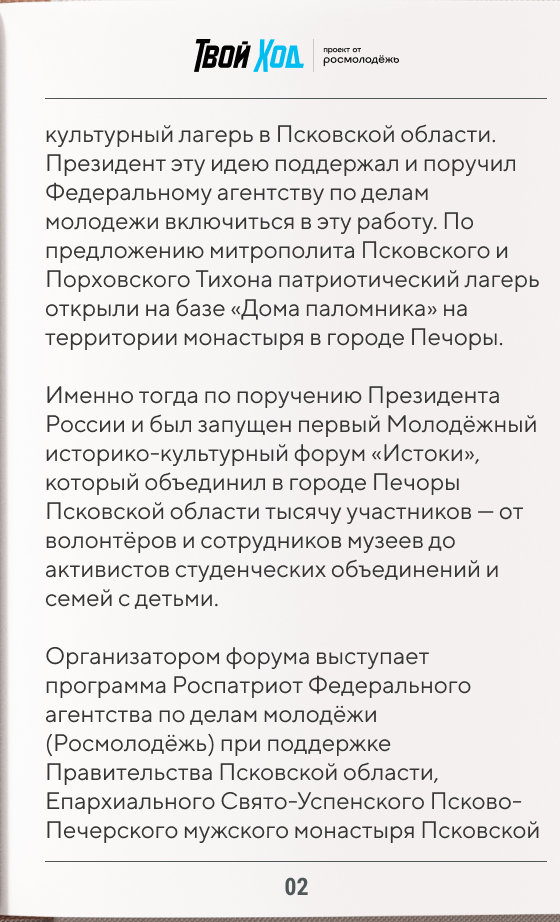 Твой Ход
проект от
росмолодёжь
культурный лагерь в Псковской области.
Президент эту идею поддержал и поручил
Федеральному агентству по делам
молодежи включиться в эту работу. По
предложению митрополита Псковского и
Порховского Тихона патриотический лагерь
открыли на базе «Дома паломника» на
территории монастыря в городе Печоры.
Именно тогда по поручению Президента
России и был запущен первый Молодёжный
историко-культурный форум «Истоки»,
который объединил в городе Печоры
Псковской области тысячу участников — от
волонтёров и сотрудников музеев до
активистов студенческих объединений и
семей с детьми.
Организатором форума выступает
программа Роспатриот Федерального
агентства по делам молодёжи
(Росмолодёжь) при поддержке
Правительства Псковской области,
Епархиального Свято-Успенского Псково-
Печерского мужского монастыря Псковской
02